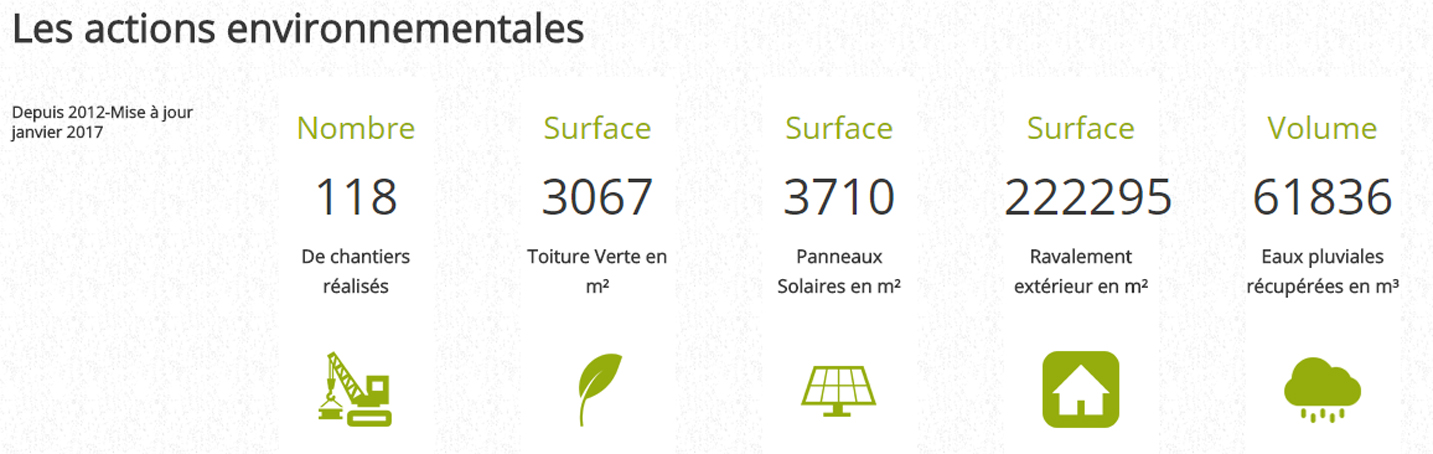 Les actions environnementales
Depuis 2012-Mise à jour
janvier 2017
Nombre
118
De chantiers
réalisés
Surface
3067
Toiture Verte en
m²
Surface
3710
Panneaux
Solaires en m²
Surface
222295
Ravalement
extérieur en m²
Volume
61836
Eaux pluviales
récupérées en m³